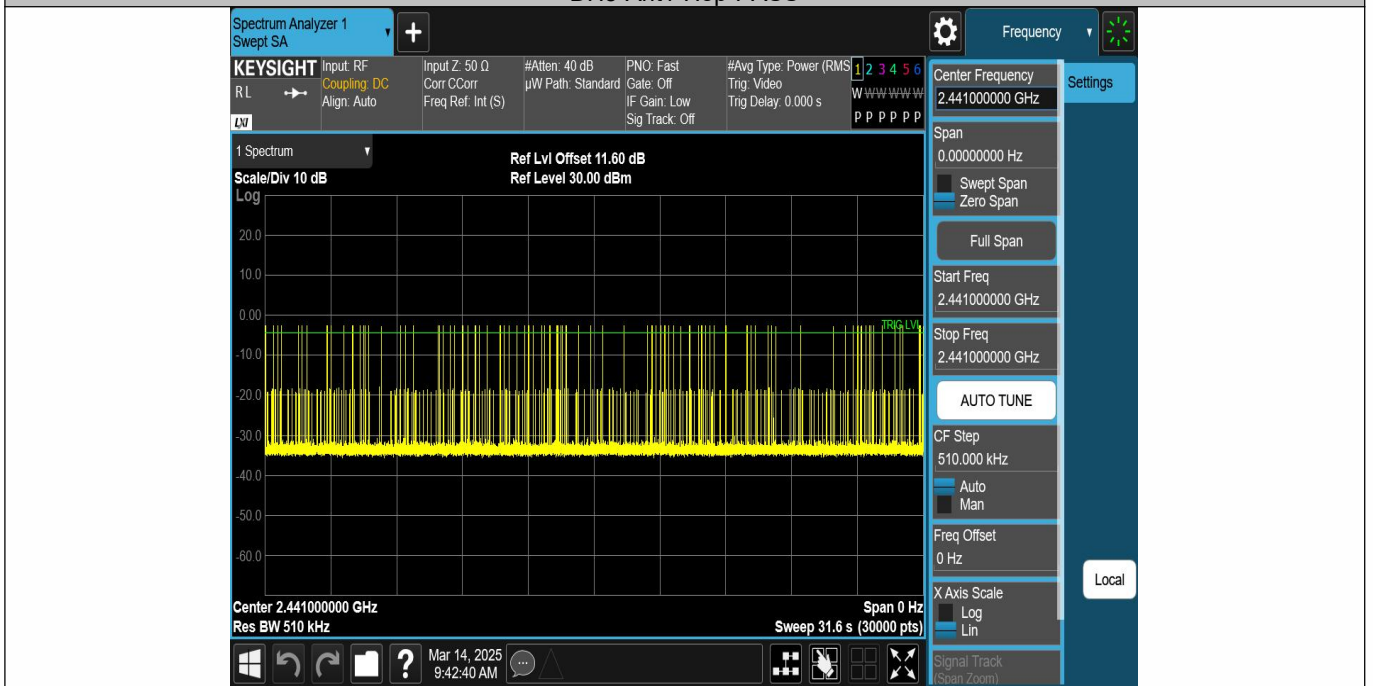 Spectrum Analyzer 1
Swept SA
Frequency
KEYSIGHT
RL
LXI
Input: RF
Coupling: DC
Align: Auto
Input Z: 50 Ω
Corr CCorr
Freq Ref: Int (S)
#Atten: 40 dB
µW Path: Standard
PNO: Fast
Gate: Off
IF Gain: Low
Sig Track: Off
#Avg Type: Power (RMS
Trig: Video
Trig Delay: 0.000 s
1 2 3 4 5 6
W W W W W W
P P P P P P
1 Spectrum
Scale/Div 10 dB
Ref Lvl Offset 11.60 dB
Ref Level 30.00 dBm
Log
20.0
10.0
0.00
TRIG LVL
-10.0
-20.0
-30.0
-40.0
-50.0
-60.0
Center 2.441000000 GHz
Res BW 510 kHz
Span 0 Hz
Sweep 31.6 s (30000 pts)
Mar 14, 2025
9:42:40 AM
Center Frequency
2.441000000 GHz
Settings
Span
0.00000000 Hz
Swept Span
Zero Span
Full Span
Start Freq
2.441000000 GHz
Stop Freq
2.441000000 GHz
AUTO TUNE
CF Step
510.000 kHz
Auto
Man
Freq Offset
0 Hz
X Axis Scale
Log
Lin
Local
Signal Track
(Span Zoom)